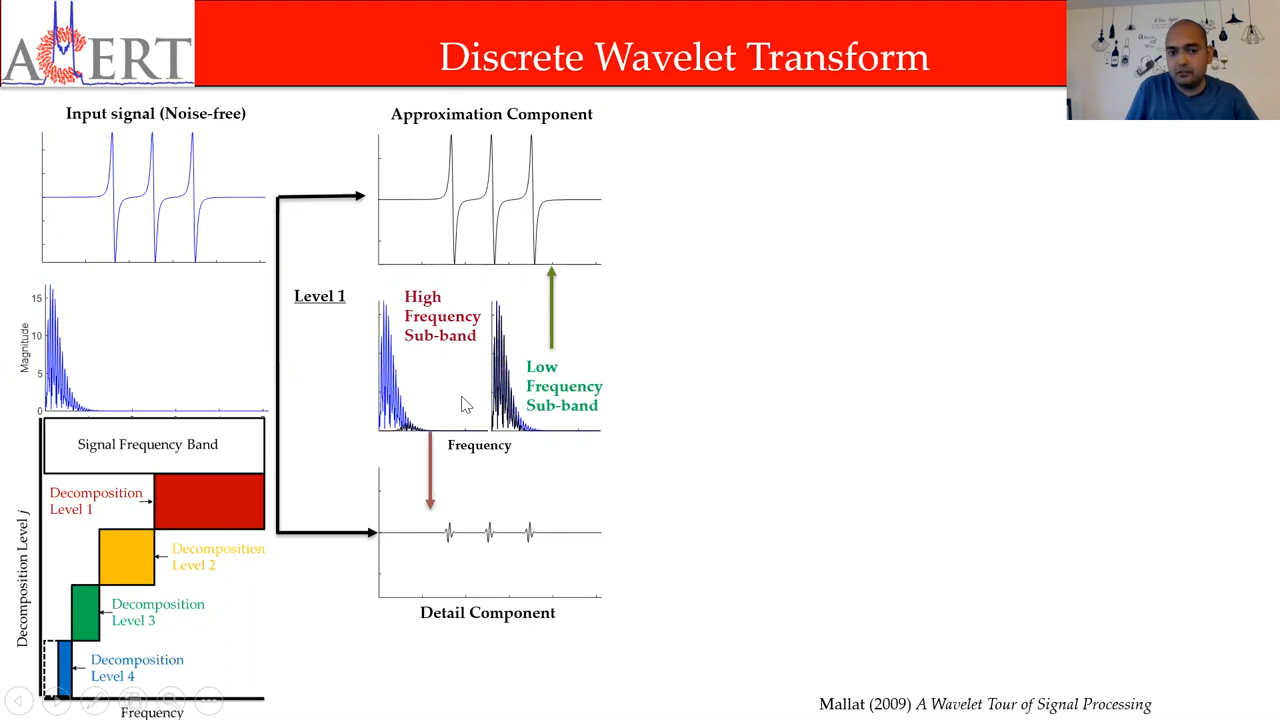 ACERT
Discrete Wavelet Transform
Input signal (Noise-free)
Approximation Component
Level 1
High
Frequency
Sub-band
Low
Frequency
Sub-band
15
10
5
0
Magnitude
Frequency
Signal Frequency Band
Decomposition
Level 1
Decomposition
Level 2
Decomposition
Level 3
Decomposition
Level 4
Decomposition Level j
Frequency
Detail Component
Mallat (2009) A Wavelet Tour of Signal Processing